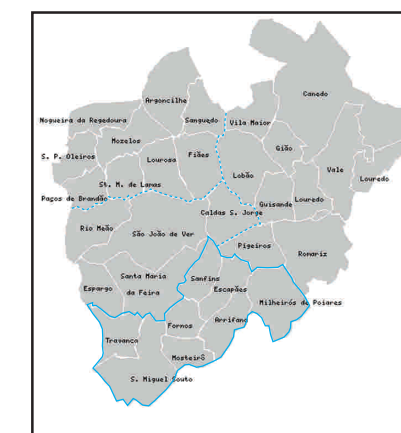 Canedo
Argoncilhe
Nogueira da Regedoura
Sanguedo
Vila Maior
Mozelos
Gião
S. P. Oleiros
Lourosa
Fiães
Vale
Lobão
Louredo
St. M. de Lamas
Paços de Brandão
Guisande
Louredo
Caldas S. Jorge
Rio Meão
São João de Ver
Pigeiros
Romariz
Santa Maria
da Feira
Sanfins
Espargo
Escapães
Milheirós de Poiares
Fornos
Arrifana
Travanca
Mosteirô
S. Miguel Souto